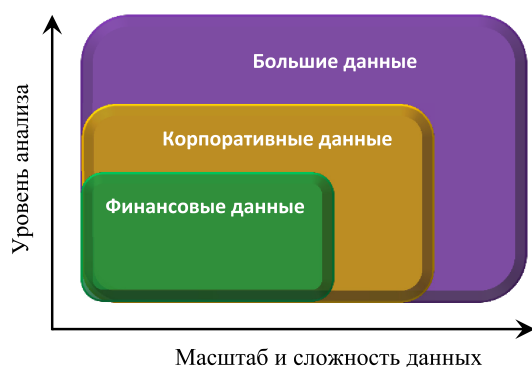 Большие данные
Корпоративные данные
Финансовые данные
Уровень анализа
Масштаб и сложность данных